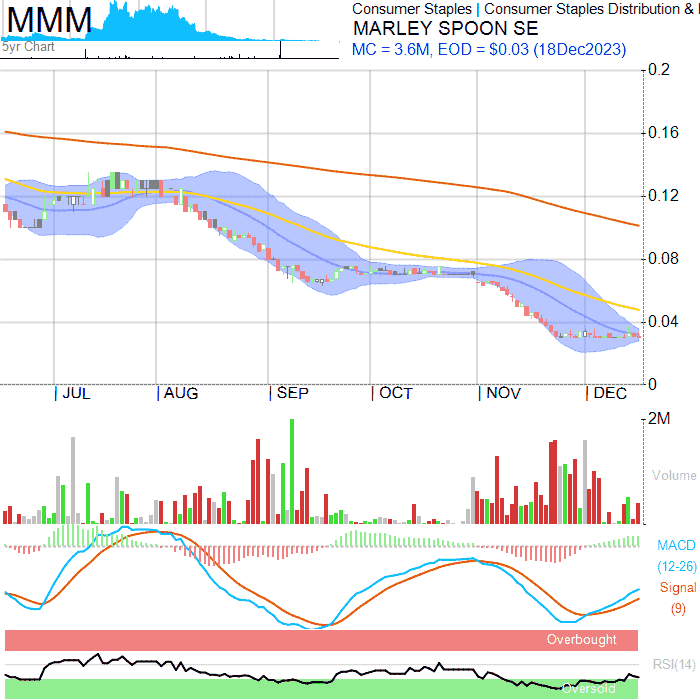 MMM
5yr Chart
Consumer Staples | Consumer Staples Distribution &
MARLEY SPOON SE
MC = 3.6M, EOD = $0.03 (18Dec2023)
0.2
0.16
0.12
0.08
0.04
0
JUL AUG SEP OCT NOV DEC
2M
Volume
MACD
(12-26)
Signal
(9)
Overbought
RSI(14)
Oversold